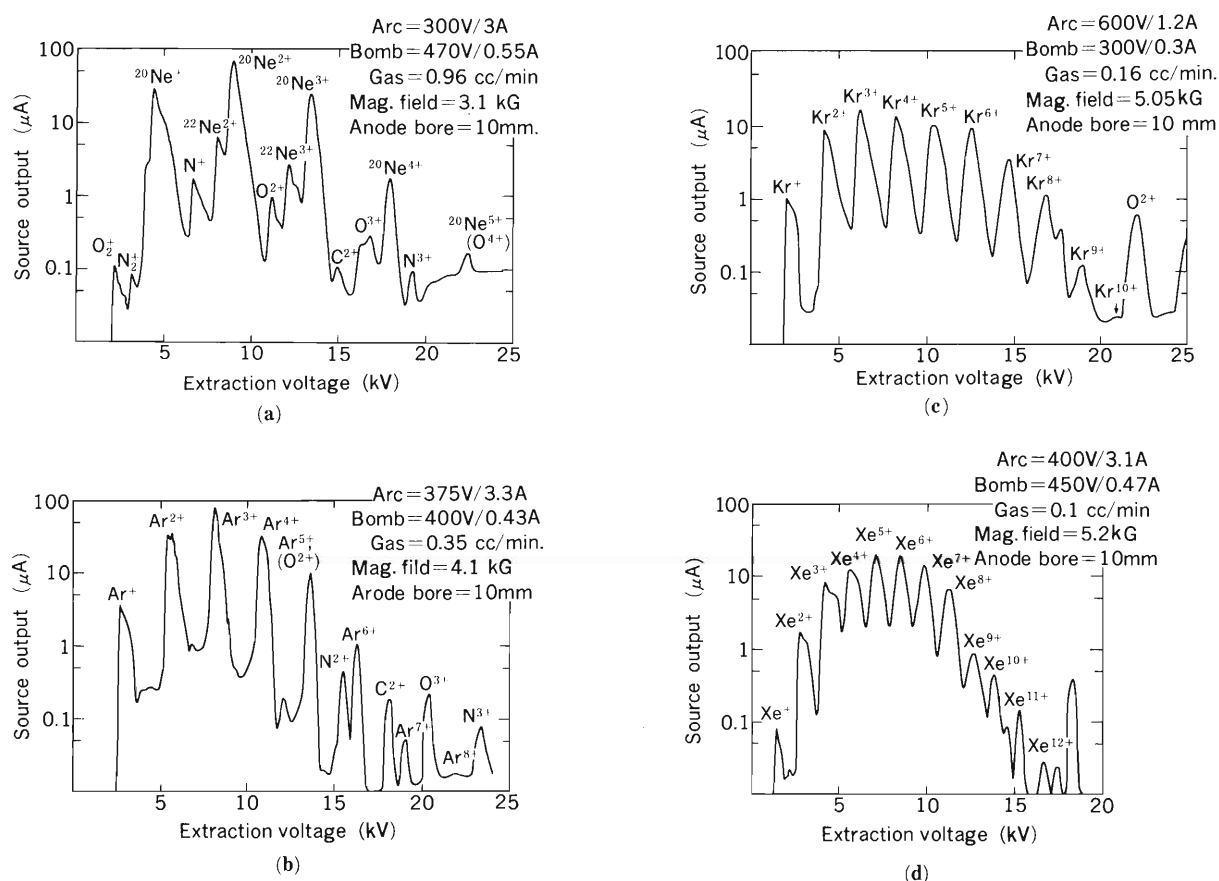 Arc=300V/3A
Bomb=470V/0.55A
Gas=0.96 cc/min
Mag. field=3.1 kG
Anode bore=10mm.
100
10
1
0.1
Source output (μA)
O₂⁺
N₂⁺
²⁰Ne⁺
N⁺
²²Ne²⁺
²⁰Ne²⁺
O²⁺
²²Ne³⁺
²⁰Ne³⁺
C²⁺
O³⁺
²⁰Ne⁴⁺
N³⁺
²⁰Ne⁵⁺
(O⁴⁺)
5 10 15 20 25
Extraction voltage (kV)
(a)
Arc=600V/1.2A
Bomb=300V/0.3A
Gas=0.16 cc/min.
Mag. field=5.05kG
Anode bore=10 mm
100
10
1
0.1
Source output (μA)
Kr⁺
Kr²⁺
Kr³⁺
Kr⁴⁺
Kr⁵⁺
Kr⁶⁺
Kr⁷⁺
Kr⁸⁺
Kr⁹⁺
Kr¹⁰⁺
O²⁺
5 10 15 20 25
Extraction voltage (kV)
(c)
Arc=375V/3.3A
Bomb=400V/0.43A
Gas=0.35 cc/min.
Mag. fild=4.1 kG
Arode bore=10mm
100
10
1
0.1
Source output (μA)
Ar⁺
Ar²⁺
Ar³⁺
Ar⁴⁺
Ar⁵⁺
(O²⁺)
N²⁺
Ar⁶⁺
C²⁺
Ar⁷⁺
O³⁺
Ar⁸⁺
N³⁺
5 10 15 20 25
Extraction voltage (kV)
(b)
Arc=400V/3.1A
Bomb=450V/0.47A
Gas=0.1 cc/min
Mag. field=5.2kG
Anode bore=10mm
100
10
1
0.1
Source output (μA)
Xe⁺
Xe²⁺
Xe³⁺
Xe⁴⁺
Xe⁵⁺
Xe⁶⁺
Xe⁷⁺
Xe⁸⁺
Xe⁹⁺
Xe¹⁰⁺
Xe¹¹⁺
Xe¹²⁺
5 10 15 20
Extraction voltage (kV)
(d)